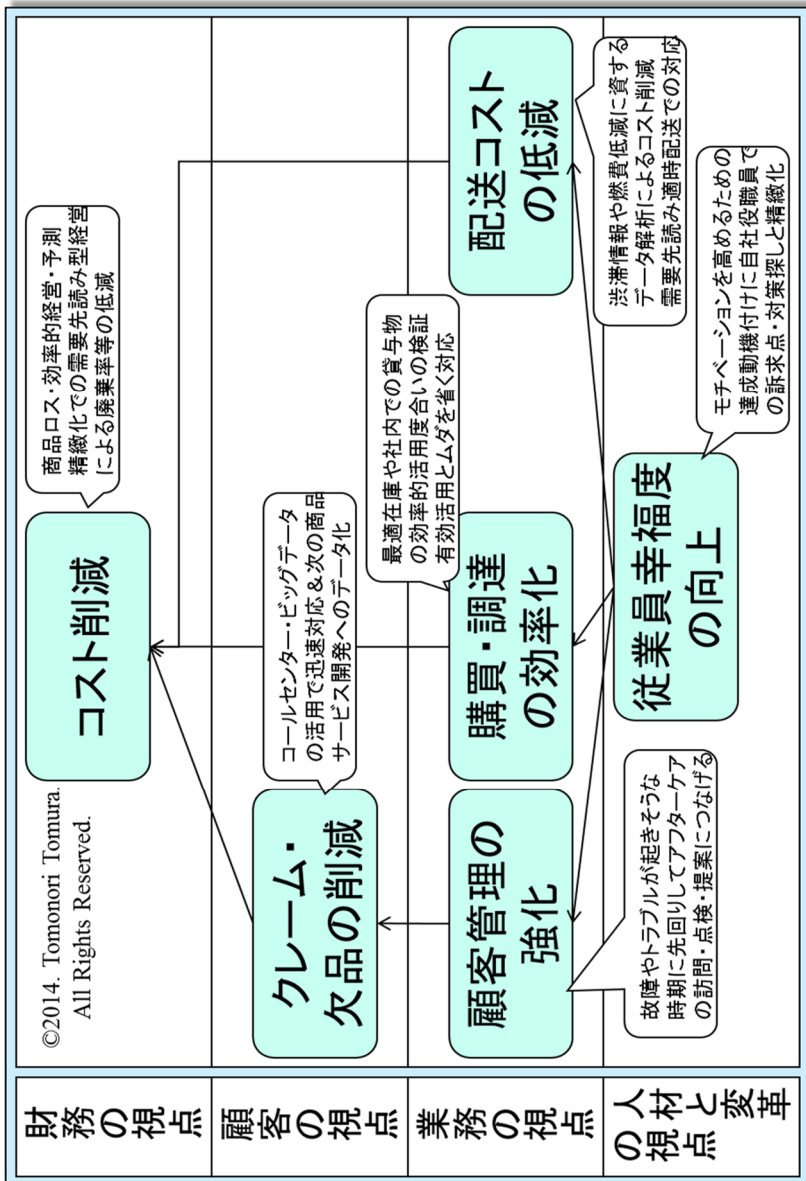 財務
の視点
顧客
の視点
業務
の視点
人材と変革
の視点
©2014. Tomonori Tomura.
All Rights Reserved.
コスト削減
商品ロス・効率的経営・予測
精緻化での需要先読み型経営
による廃棄率等の低減
クレーム・
欠品の削減
コールセンター・ビッグデータ
の活用で迅速対応&次の商品
サービス開発へのデータ化
顧客管理の
強化
購買・調達
の効率化
最適在庫や社内での貸与物
の効率的活用度合いの検証
有効活用とムダを省く対応
配送コスト
の低減
渋滞情報や燃費低減に資する
データ解析によるコスト削減
需要先読み適時配送での対応
故障やトラブルが起きそうな
時期に先回りしてアフターケア
の訪問・点検・提案につなげる
従業員幸福度
の向上
モチベーションを高めるための
達成動機付けに自社役職員で
の訴求点・対策探しと精緻化